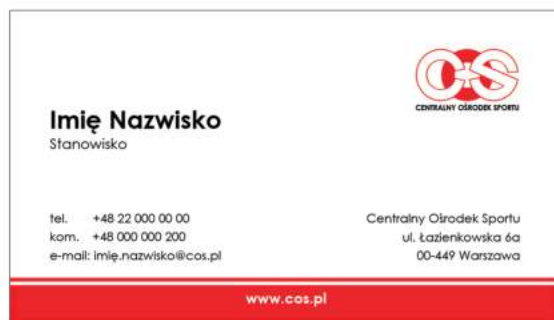 COS
CENTRALNY OŚRODEK SPORTU
Imię Nazwisko
Stanowisko
tel. +48 22 000 00 00
kom. +48 000 000 200
e-mail: imię.nazwisko@cos.pl
Centralny Ośrodek Sportu
ul. Łazienkowska 6a
00-449 Warszawa
www.cos.pl